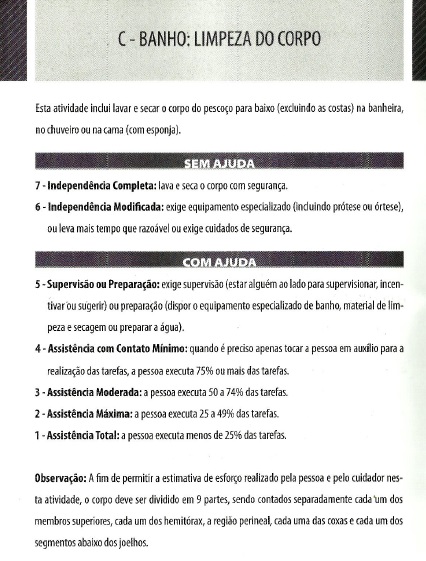 C - BANHO: LIMPEZA DO CORPO
Esta atividade inclui lavar e secar o corpo do pescoço para baixo (excluindo as costas) na banheira,
no chuveiro ou na cama (com esponja).
SEM AJUDA
7 - Independência Completa: lava e seca o corpo com segurança.
6 - Independência Modificada: exige equipamento especializado (incluindo prótese ou órtese),
ou leva mais tempo que razoável ou exige cuidados de segurança.
COM AJUDA
5 - Supervisão ou Preparação: exige supervisão (estar alguém ao lado para supervisionar, incen-
tivar ou sugerir) ou preparação (dispor o equipamento especializado de banho, material de lim-
peza e secagem ou preparar a água).
4 - Assistência com Contato Mínimo: quando é preciso apenas tocar a pessoa em auxílio para a
realização das tarefas, a pessoa executa 75% ou mais das tarefas.
3 - Assistência Moderada: a pessoa executa 50 a 74% das tarefas.
2 - Assistência Máxima: a pessoa executa 25 a 49% das tarefas.
1 - Assistência Total: a pessoa executa menos de 25% das tarefas.
Observação: A fim de permitir a estimativa de esforço realizado pela pessoa e pelo cuidador nes-
ta atividade, o corpo deve ser dividido em 9 partes, sendo contados separadamente cada um dos
membros superiores, cada um dos hemitórax, a região perineal, cada uma das coxas e cada um dos
segmentos abaixo dos joelhos.